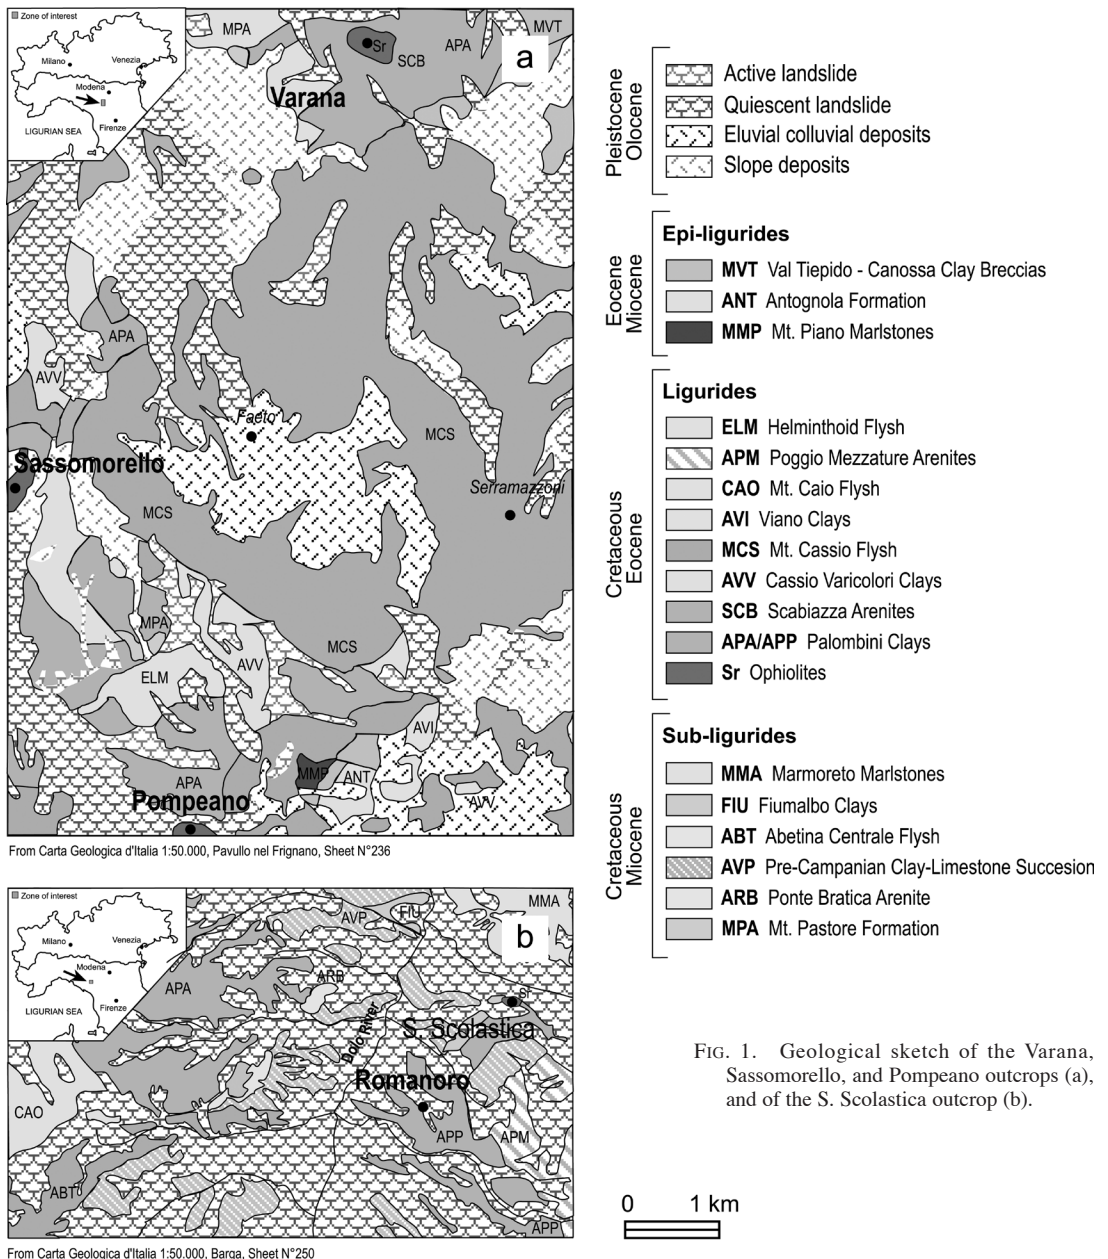 Zone of interest
Milano
Venezia
Modena
LIGURIAN SEA
Firenze
MPA
MVT
Sr
APA
SCB
a
Varana
APA
AVV
Faeto
MCS
Sassomorello
Serramazzoni
MCS
MPA
MCS
AVV
ELM
AVI
MMP
ANT
APA
AVV
Pompeano
From Carta Geologica d'Italia 1:50.000, Pavullo nel Frignano, Sheet N°236
Zone of interest
Milano
Venezia
Modena
LIGURIAN SEA
Firenze
MMA
AVP
FIU
b
ARB
APA
Sr
Dolo River
S. Scolastica
Romanoro
CAO
APP
APM
ABT
APP
From Carta Geologica d'Italia 1:50.000, Barga, Sheet N°250
Pleistocene
Olocene
Active landslide
Quiescent landslide
Eluvial colluvial deposits
Slope deposits
Eocene
Miocene
Epi-ligurides
MVT Val Tiepido - Canossa Clay Breccias
ANT Antognola Formation
MMP Mt. Piano Marlstones
Cretaceous
Eocene
Ligurides
ELM Helminthoid Flysh
APM Poggio Mezzature Arenites
CAO Mt. Caio Flysh
AVI Viano Clays
MCS Mt. Cassio Flysh
AVV Cassio Varicolori Clays
SCB Scabiazza Arenites
APA/APP Palombini Clays
Sr Ophiolites
Cretaceous
Miocene
Sub-ligurides
MMA Marmoreto Marlstones
FIU Fiumalbo Clays
ABT Abetina Centrale Flysh
AVP Pre-Campanian Clay-Limestone Succesion
ARB Ponte Bratica Arenite
MPA Mt. Pastore Formation
FIG. 1. Geological sketch of the Varana,
Sassomorello, and Pompeano outcrops (a),
and of the S. Scolastica outcrop (b).
0 1 km